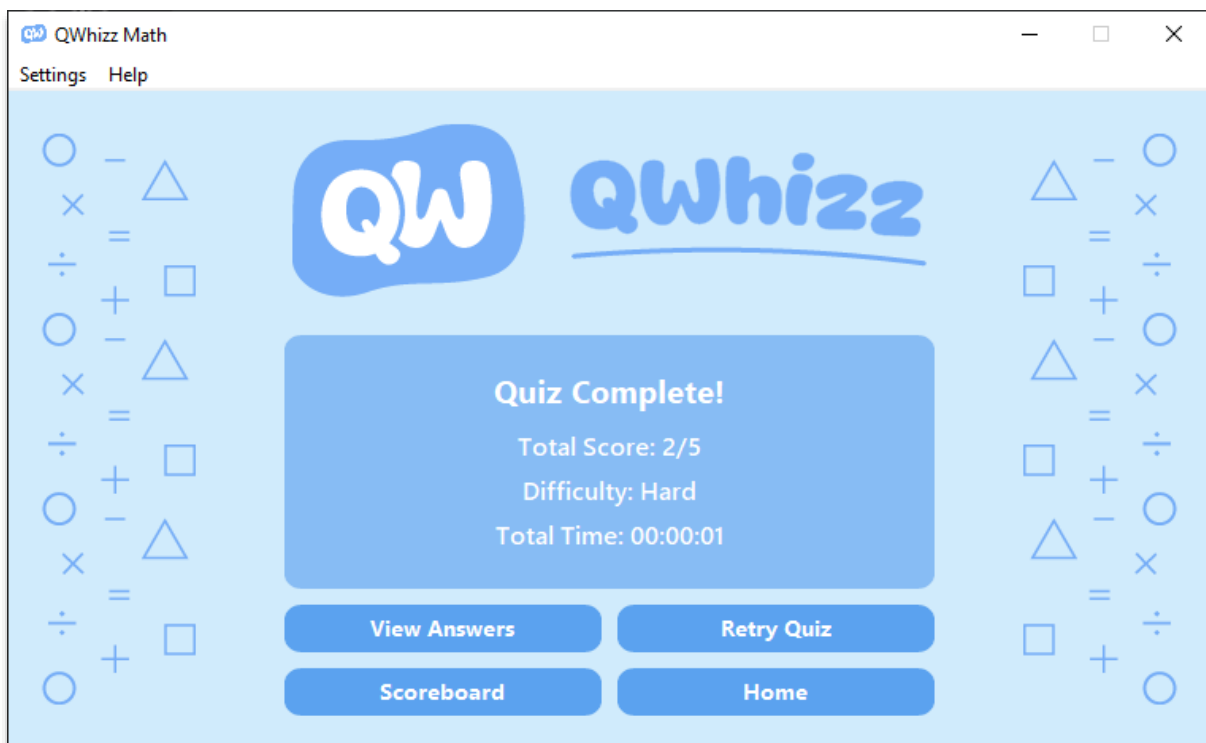 QWhizz Math
Settings Help
QW QWhizz
Quiz Complete!
Total Score: 2/5
Difficulty: Hard
Total Time: 00:00:01
View Answers Retry Quiz
Scoreboard Home